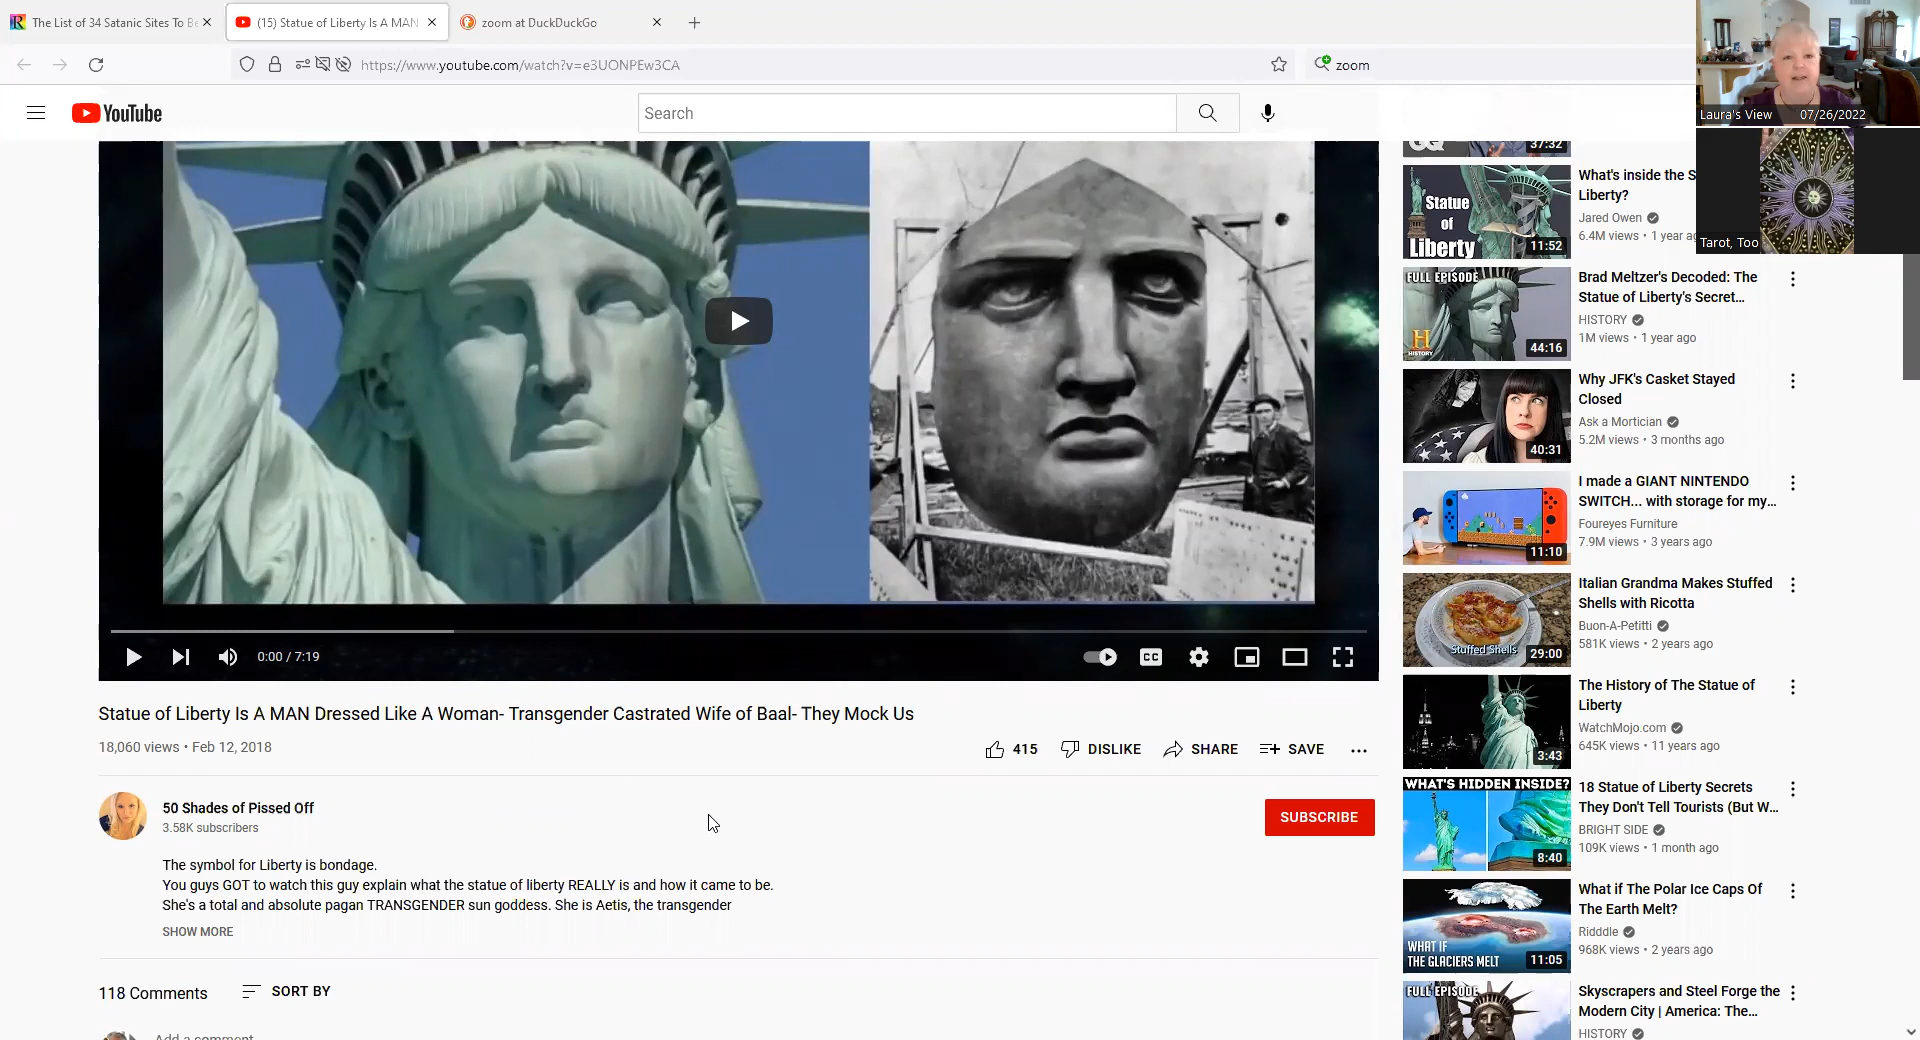 The List of 34 Satanic Sites To Be
(15) Statue of Liberty Is A MAN
zoom at DuckDuckGo
https://www.youtube.com/watch?v=e3UONPEw3CA
zoom
Laura's View 07/26/2022
Tarot, Too
YouTube
Search
0:00 / 7:19
CC
Statue of Liberty Is A MAN Dressed Like A Woman- Transgender Castrated Wife of Baal- They Mock Us
18,060 views • Feb 12, 2018
415
DISLIKE
SHARE
SAVE
50 Shades of Pissed Off
3.58K subscribers
SUBSCRIBE
The symbol for Liberty is bondage.
You guys GOT to watch this guy explain what the statue of liberty REALLY is and how it came to be.
She's a total and absolute pagan TRANSGENDER sun goddess. She is Aetis, the transgender
SHOW MORE
118 Comments
SORT BY
Add a comment
GQ
37:32
Statue
of
Liberty
11:52
What's inside the S
Liberty?
Jared Owen
6.4M views • 1 year ag
FULL EPISODE
H
HISTORY
44:16
Brad Meltzer's Decoded: The
Statue of Liberty's Secret...
HISTORY
1M views • 1 year ago
40:31
Why JFK's Casket Stayed
Closed
Ask a Mortician
5.2M views • 3 months ago
11:10
I made a GIANT NINTENDO
SWITCH... with storage for my...
Foureyes Furniture
7.9M views • 3 years ago
Stuffed Shells
29:00
Italian Grandma Makes Stuffed
Shells with Ricotta
Buon-A-Petitti
581K views • 2 years ago
3:43
The History of The Statue of
Liberty
WatchMojo.com
645K views • 11 years ago
WHAT'S HIDDEN INSIDE?
8:40
18 Statue of Liberty Secrets
They Don't Tell Tourists (But W...
BRIGHT SIDE
109K views • 1 month ago
WHAT IF
THE GLACIERS MELT
11:05
What if The Polar Ice Caps Of
The Earth Melt?
Ridddle
968K views • 2 years ago
FULL EPISODE
Skyscrapers and Steel Forge the
Modern City | America: The...
HISTORY